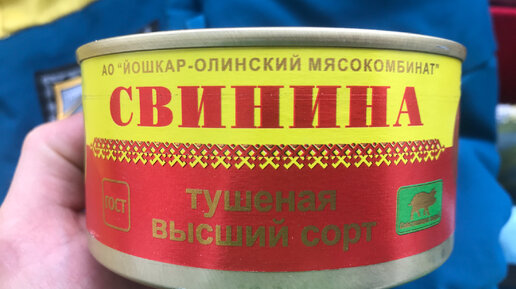 АО "ЙОШКАР-ОЛИНСКИЙ МЯСОКОМБИНАТ"
СВИНИНА
ГОСТ
тушеная
высший сорт